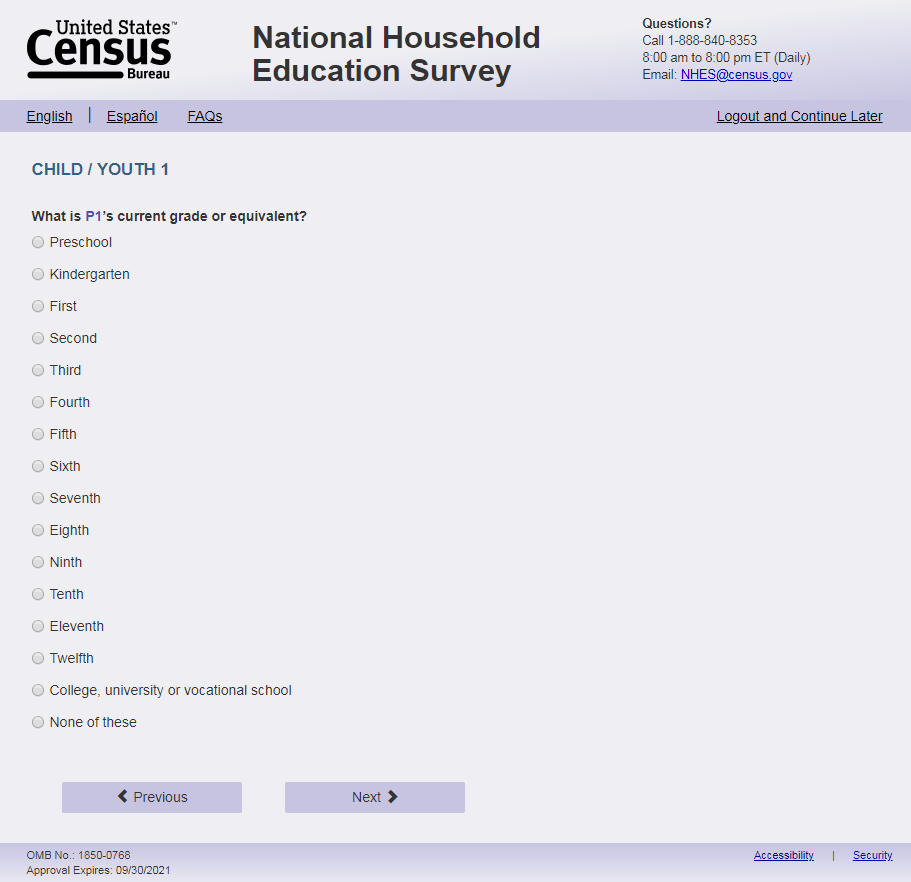 United States™
Census
Bureau
National Household
Education Survey
Questions?
Call 1-888-840-8353
8:00 am to 8:00 pm ET (Daily)
Email: NHES@census.gov
English | Español FAQs Logout and Continue Later
CHILD / YOUTH 1
What is P1's current grade or equivalent?
Preschool
Kindergarten
First
Second
Third
Fourth
Fifth
Sixth
Seventh
Eighth
Ninth
Tenth
Eleventh
Twelfth
College, university or vocational school
None of these
Previous Next
OMB No.: 1850-0768 Accessibility | Security
Approval Expires: 09/30/2021